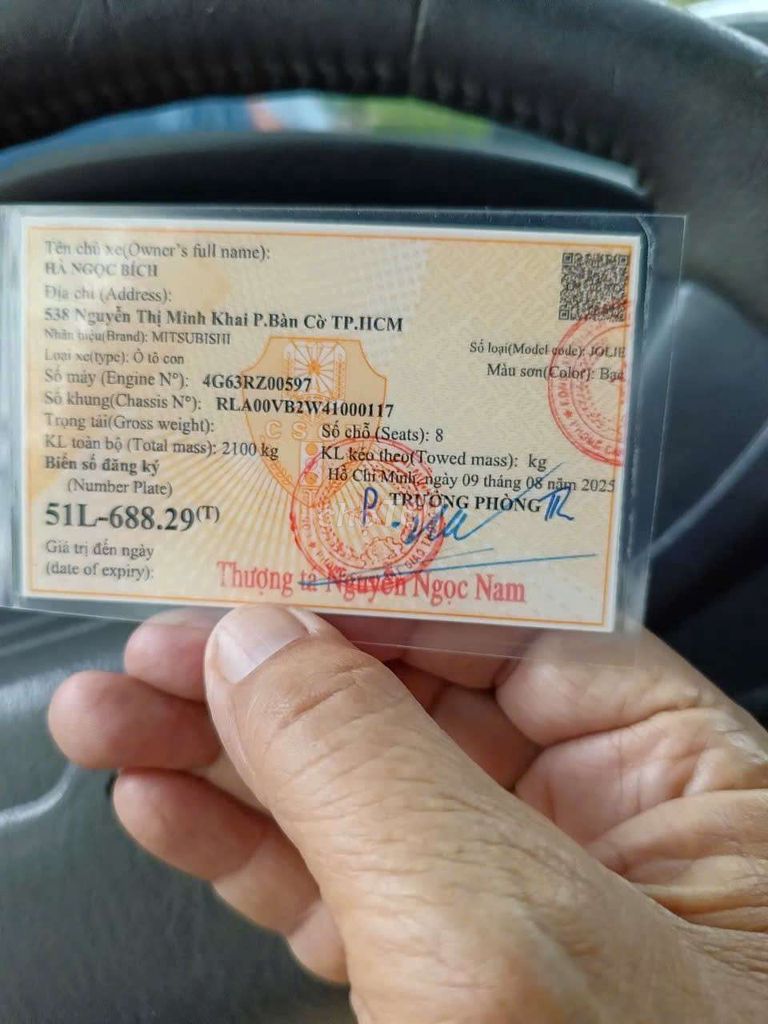 Tên chủ xe(Owner's full name):
HÀ NGỌC BÍCH
Địa chỉ (Address):
538 Nguyễn Thị Minh Khai P.Bàn Cờ TP.HCM
Nhãn hiệu(Brand): MITSUBISHI
Số loại(Model code): JOLIE
Loại xe(type): Ô tô con
Màu sơn(Color): Bạc
Số máy (Engine Nº): 4G63RZ00597
Số khung(Chassis Nº): RLA00VB2W41000117
Trọng tải(Gross weight):
Số chỗ (Seats): 8
KL toàn bộ (Total mass): 2100 kg
KL kéo theo(Towed mass): kg
Biển số đăng ký
(Number Plate)
Hồ Chí Minh, ngày 09 tháng 08 năm 2025
P. TRƯỞNG PHÒNG
51L-688.29(T)
Giá trị đến ngày
(date of expiry):
Thượng tá Nguyễn Ngọc Nam